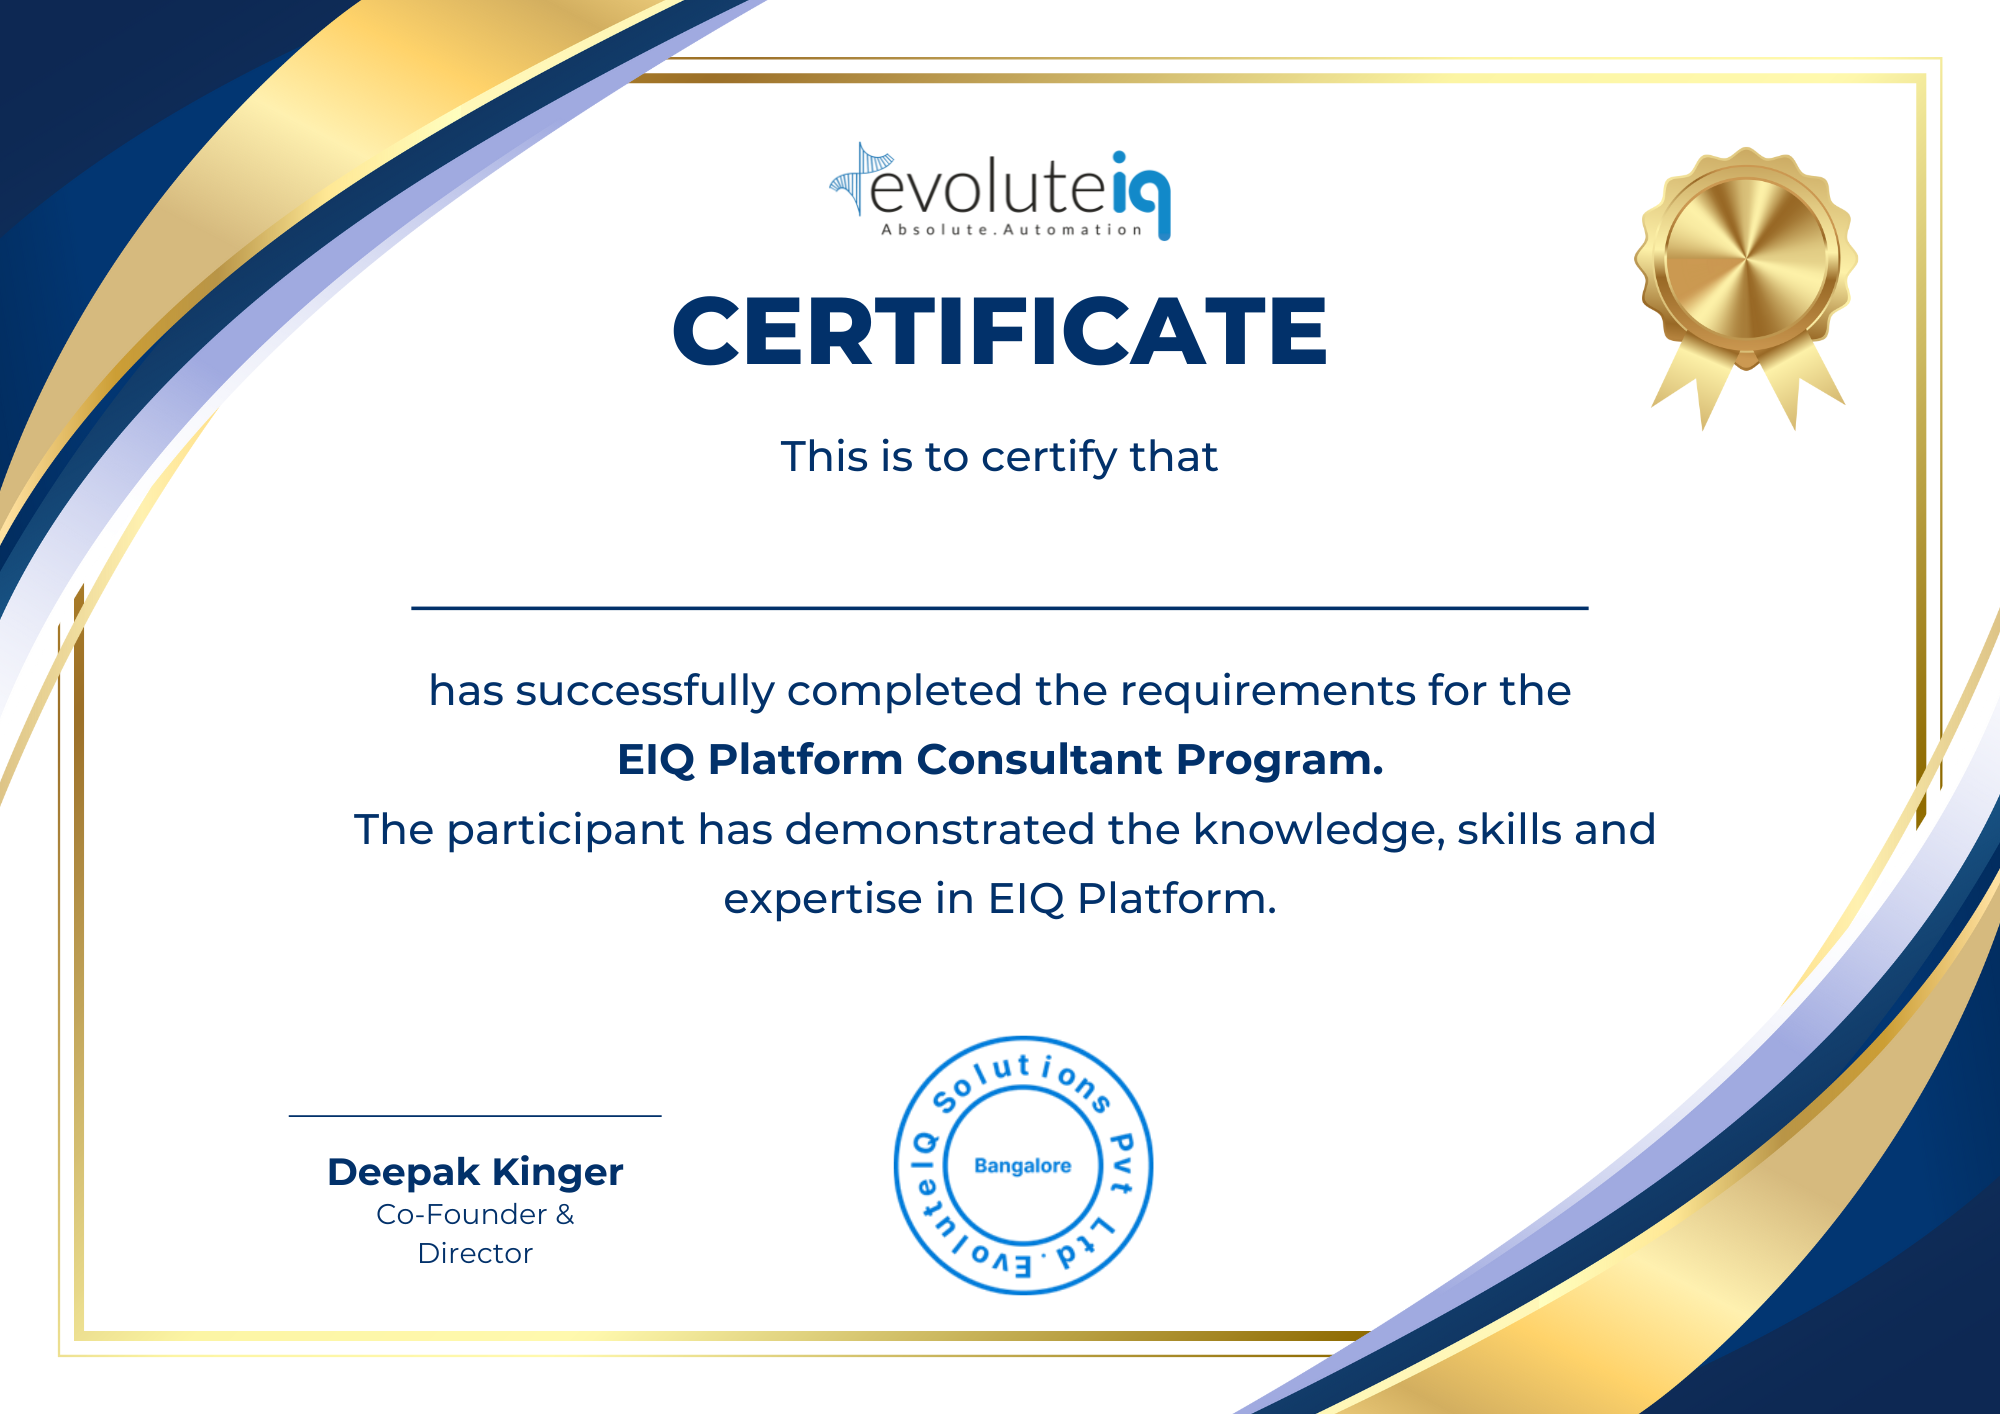 evoluteiq
Absolute.Automation
CERTIFICATE
This is to certify that
has successfully completed the requirements for the
EIQ Platform Consultant Program.
The participant has demonstrated the knowledge, skills and
expertise in EIQ Platform.
Deepak Kinger
Co-Founder &
Director
EvoluteIQ Solutions Pvt Ltd.
Bangalore